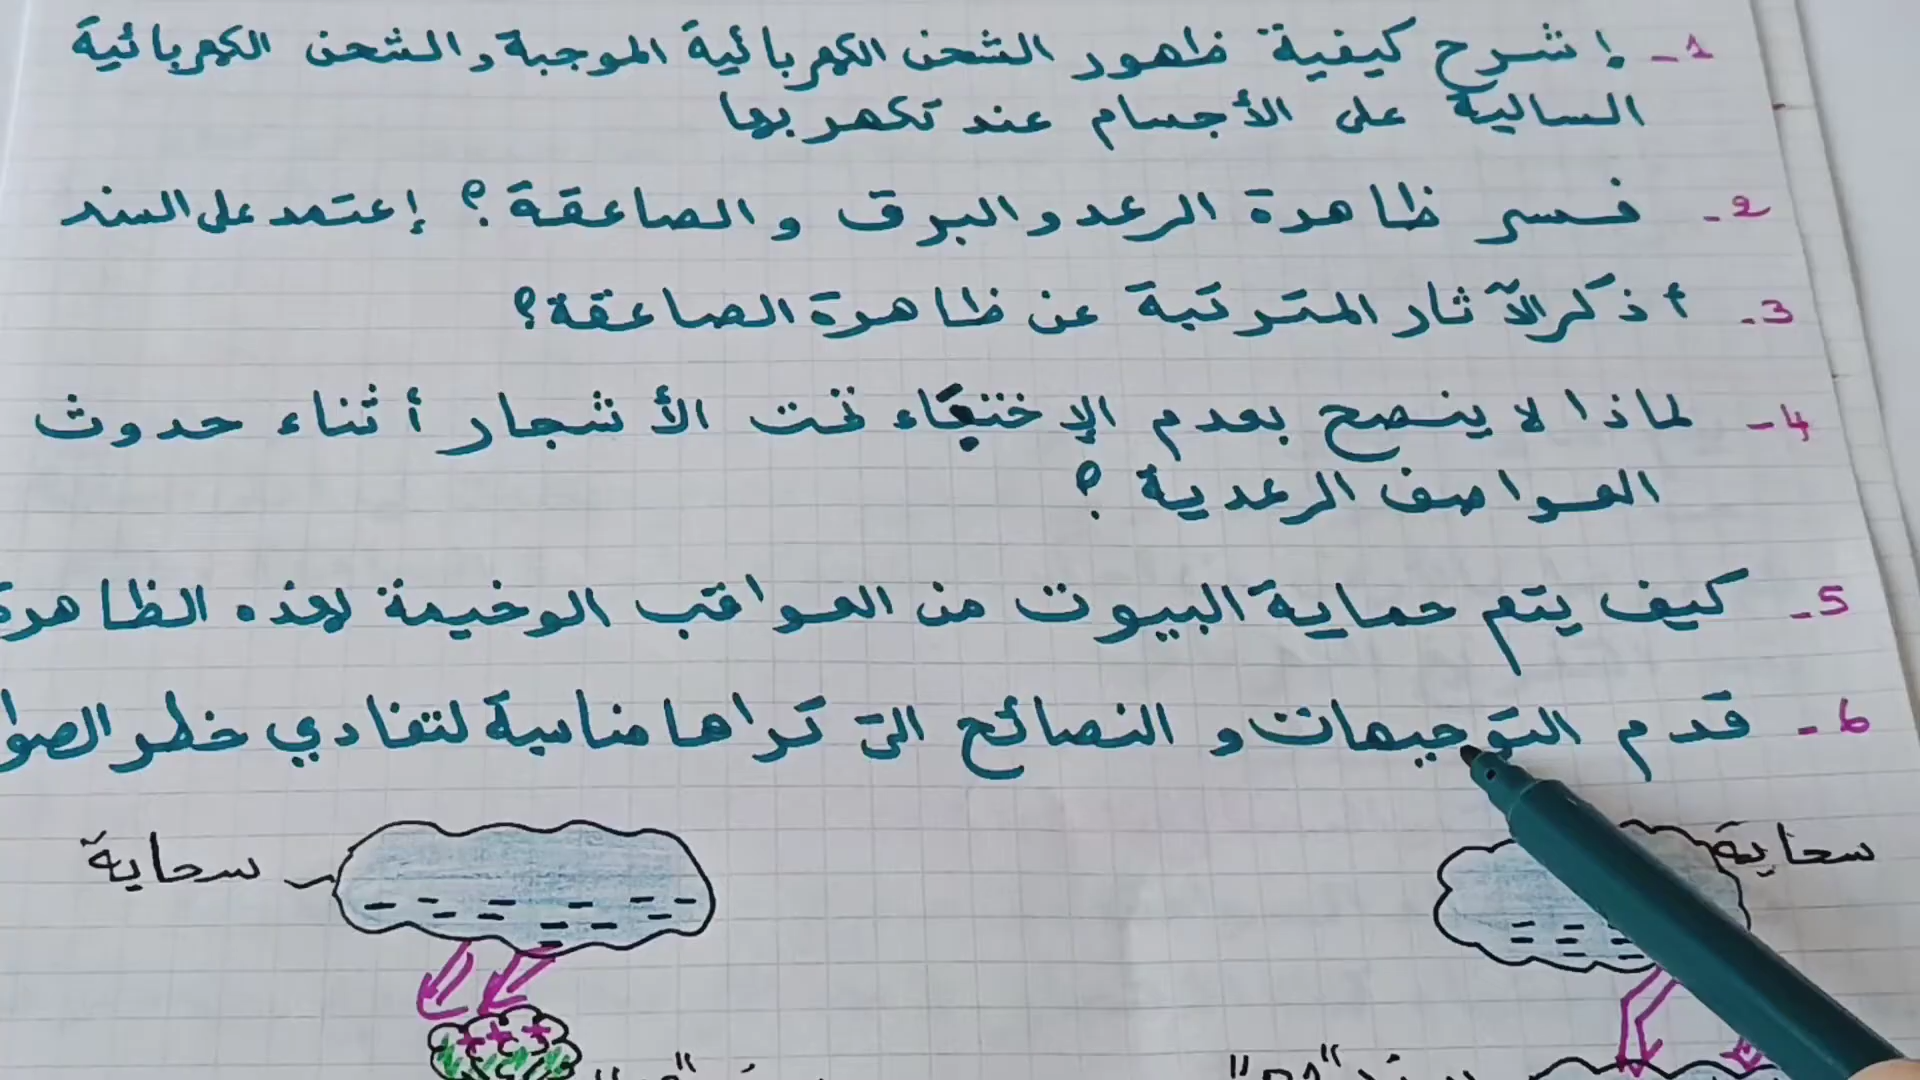 1- إشرح كيفية ظهور الشحن الكهربائية الموجبة والشحن الكهربائية
السالبة على الأجسام عند تكهربها
2- فسر ظاهرة الرعد والبرق والصاعقة؟ إعتمد على السند
3- أذكر الآثار المترتبة عن ظاهرة الصاعقة؟
4- لماذا لا ينصح بعدم الإختباء تحت الأشجار أثناء حدوث
العواصف الرعدية؟
5- كيف يتم حماية البيوت من العواقب الوخيمة لهذه الظاهرة
6- قدم التوجيهات و النصائح التي تراها مناسبة لتفادي خطر الصوا
سحابة
سحابة